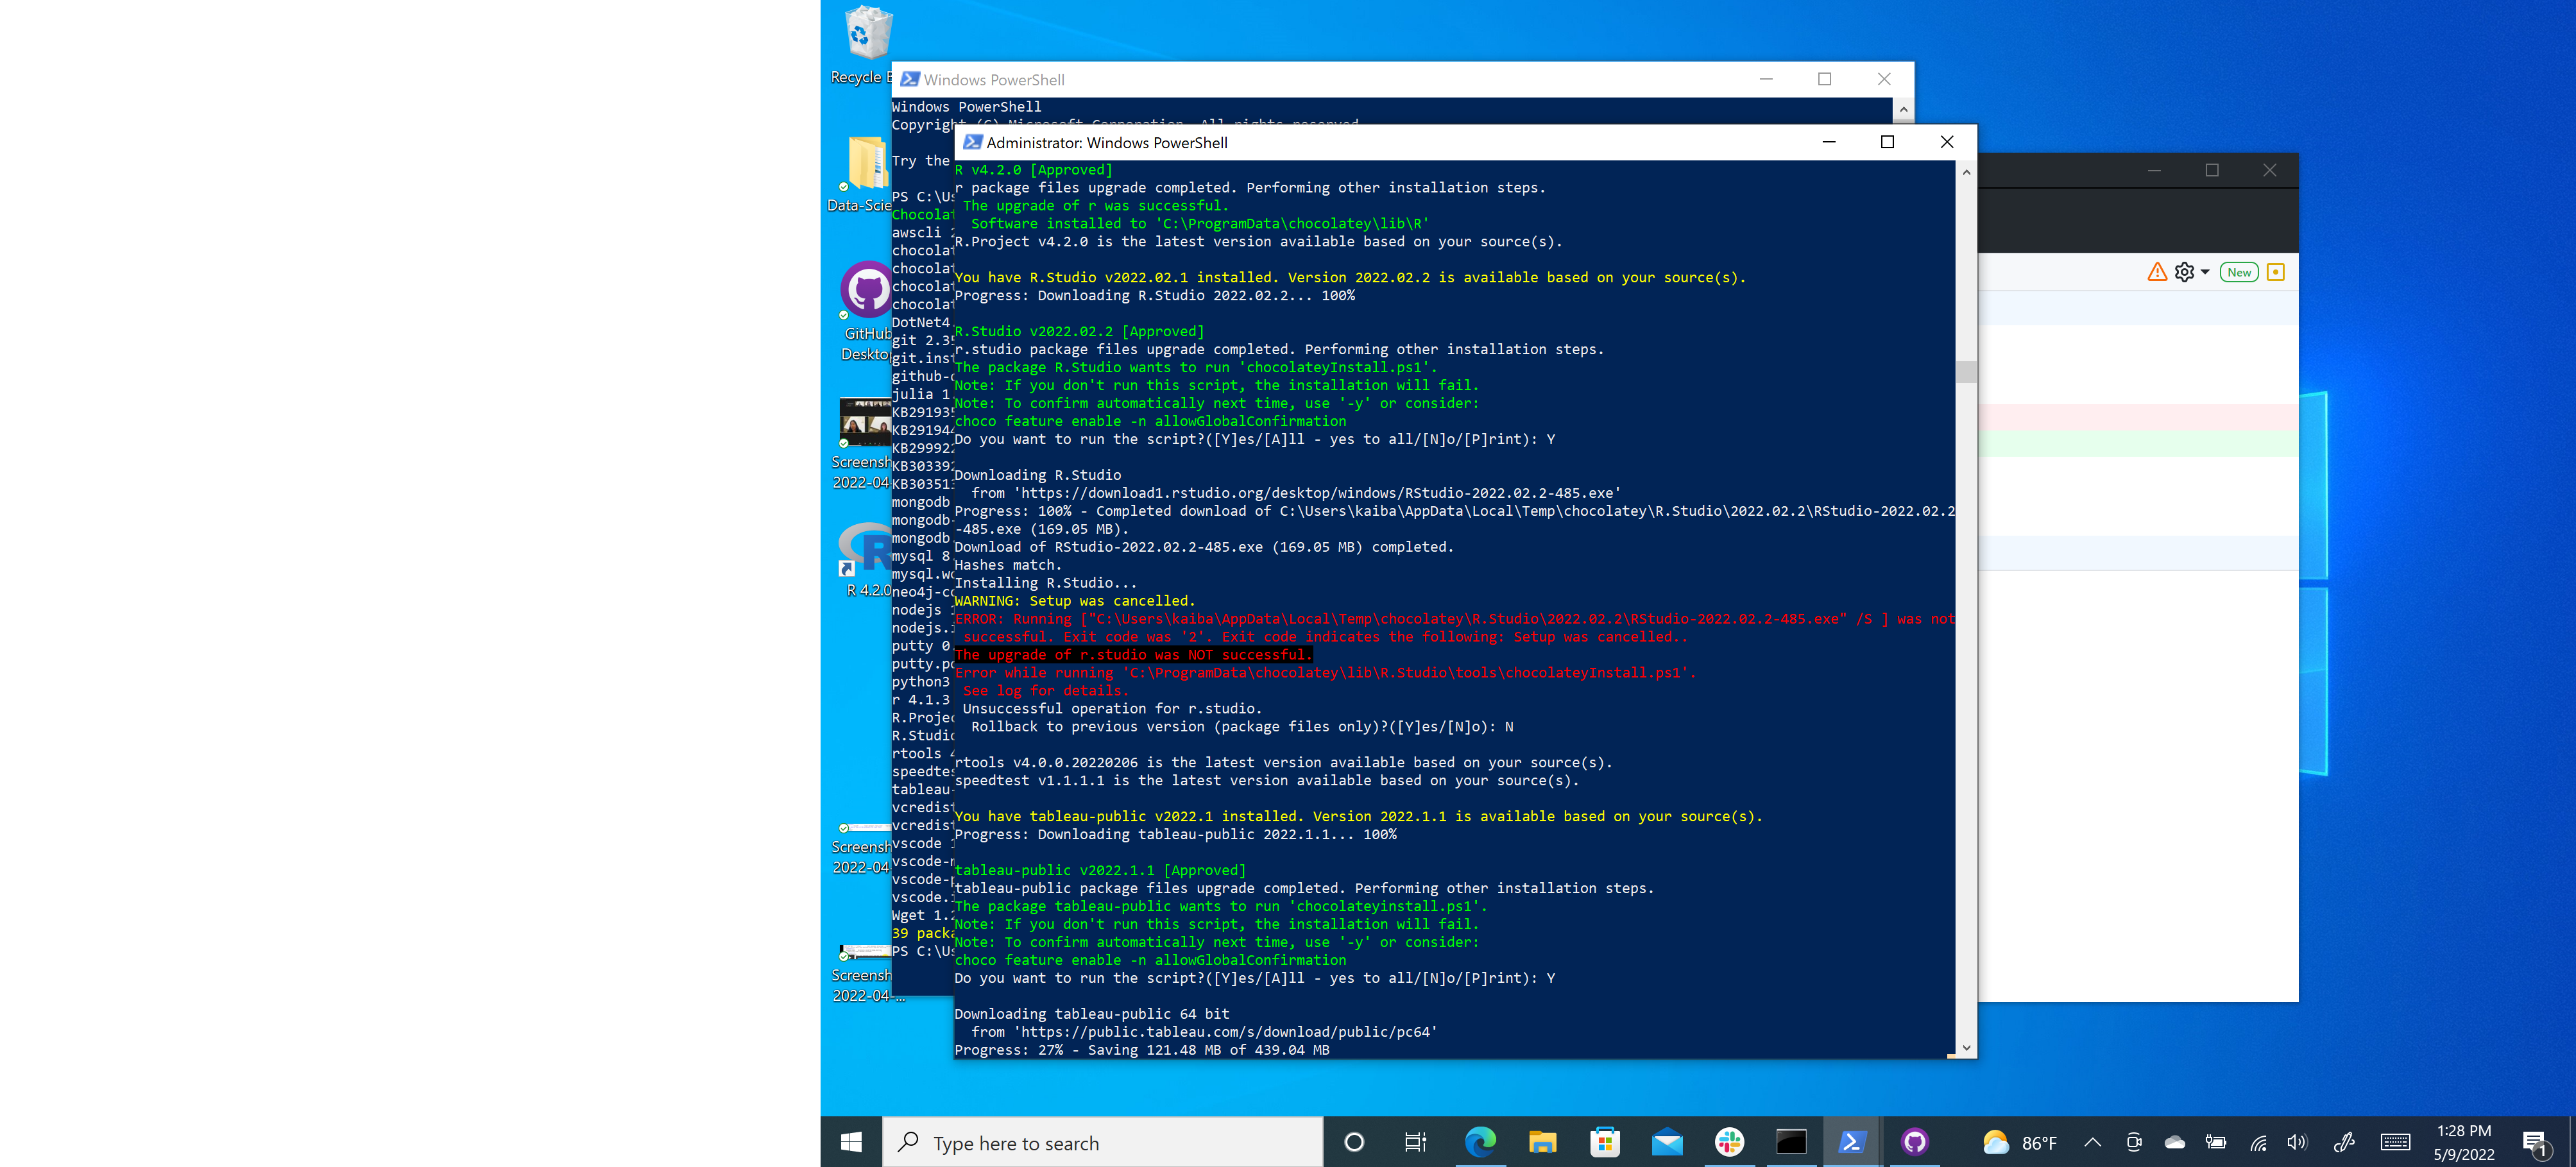 Recycle B
Data-Scie
GitHub
Deskto
Screensh
2022-04-
R 4.2.0
Screensh
2022-04-
Screensh
2022-04-...
Windows PowerShell
Windows PowerShell
Copyright (C) Microsoft Corporation. All rights reserved.
Try the
PS C:\Us
Chocolat
awscli 2
chocolat
chocolat
chocolat
chocolat
DotNet4
git 2.35
git.inst
github-d
julia 1
KB291935
KB291944
KB299922
KB303392
KB303513
mongodb
mongodb-
mongodb.
mysql 8.
mysql.wo
neo4j-co
nodejs 1
nodejs.i
putty 0.
putty.po
python3
r 4.1.3
R.Projec
R.Studio
rtools 4
speedtes
tableau-
vcredist
vcredist
vscode 1
vscode-m
vscode-p
vscode.i
Wget 1.2
39 packa
PS C:\Us
Administrator: Windows PowerShell
R v4.2.0 [Approved]
r package files upgrade completed. Performing other installation steps.
The upgrade of r was successful.
Software installed to 'C:\ProgramData\chocolatey\lib\R'
R.Project v4.2.0 is the latest version available based on your source(s).
You have R.Studio v2022.02.1 installed. Version 2022.02.2 is available based on your source(s).
Progress: Downloading R.Studio 2022.02.2... 100%
R.Studio v2022.02.2 [Approved]
r.studio package files upgrade completed. Performing other installation steps.
The package R.Studio wants to run 'chocolateyInstall.ps1'.
Note: If you don't run this script, the installation will fail.
Note: To confirm automatically next time, use '-y' or consider:
choco feature enable -n allowGlobalConfirmation
Do you want to run the script?([Y]es/[A]ll - yes to all/[N]o/[P]rint): Y
Downloading R.Studio
from 'https://download1.rstudio.org/desktop/windows/RStudio-2022.02.2-485.exe'
Progress: 100% - Completed download of C:\Users\kaiba\AppData\Local\Temp\chocolatey\R.Studio\2022.02.2\RStudio-2022.02.2
-485.exe (169.05 MB).
Download of RStudio-2022.02.2-485.exe (169.05 MB) completed.
Hashes match.
Installing R.Studio...
WARNING: Setup was cancelled.
ERROR: Running ["C:\Users\kaiba\AppData\Local\Temp\chocolatey\R.Studio\2022.02.2\RStudio-2022.02.2-485.exe" /S ] was not
successful. Exit code was '2'. Exit code indicates the following: Setup was cancelled..
The upgrade of r.studio was NOT successful.
Error while running 'C:\ProgramData\chocolatey\lib\R.Studio\tools\chocolateyInstall.ps1'.
See log for details.
Unsuccessful operation for r.studio.
Rollback to previous version (package files only)?([Y]es/[N]o): N
rtools v4.0.0.20220206 is the latest version available based on your source(s).
speedtest v1.1.1.1 is the latest version available based on your source(s).
You have tableau-public v2022.1 installed. Version 2022.1.1 is available based on your source(s).
Progress: Downloading tableau-public 2022.1.1... 100%
tableau-public v2022.1.1 [Approved]
tableau-public package files upgrade completed. Performing other installation steps.
The package tableau-public wants to run 'chocolateyinstall.ps1'.
Note: If you don't run this script, the installation will fail.
Note: To confirm automatically next time, use '-y' or consider:
choco feature enable -n allowGlobalConfirmation
Do you want to run the script?([Y]es/[A]ll - yes to all/[N]o/[P]rint): Y
Downloading tableau-public 64 bit
from 'https://public.tableau.com/s/download/public/pc64'
Progress: 27% - Saving 121.48 MB of 439.04 MB
New
Type here to search
86°F
1:28 PM
5/9/2022
1